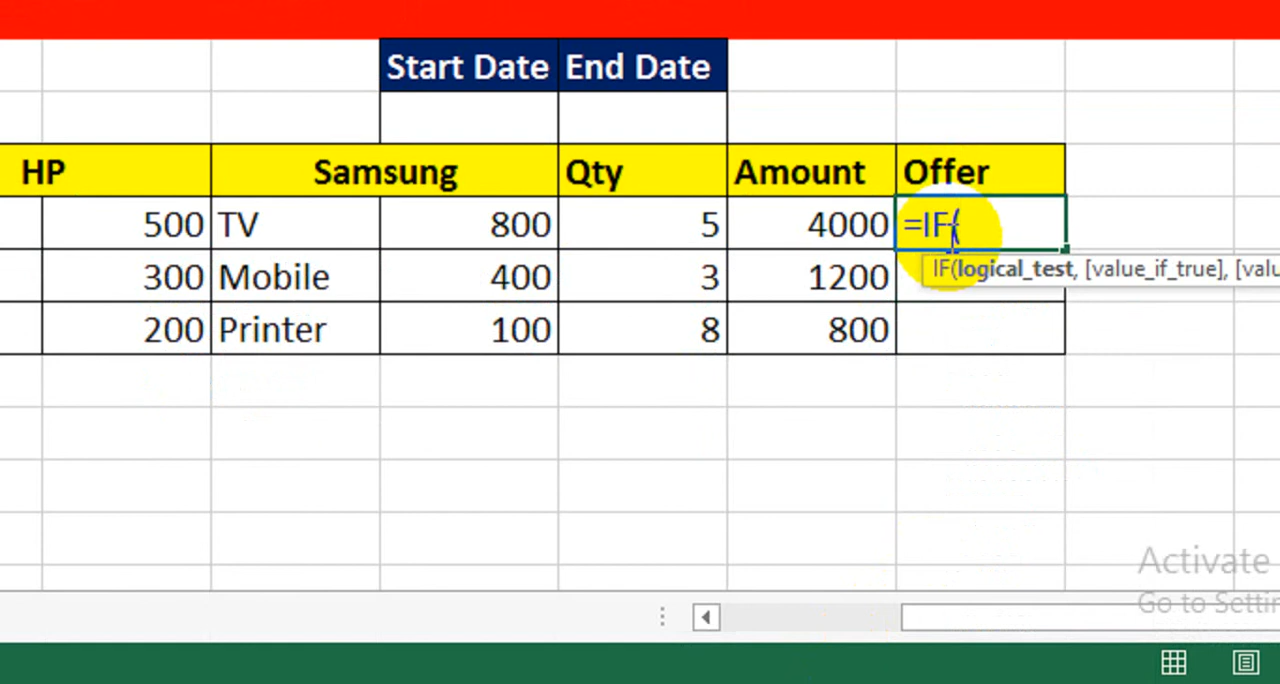 Start Date End Date
HP Samsung Qty Amount Offer
500 TV 800 5 4000 =IF(
IF(logical_test, [value_if_true], [valu
300 Mobile 400 3 1200
200 Printer 100 8 800
Activate
Go to Settin